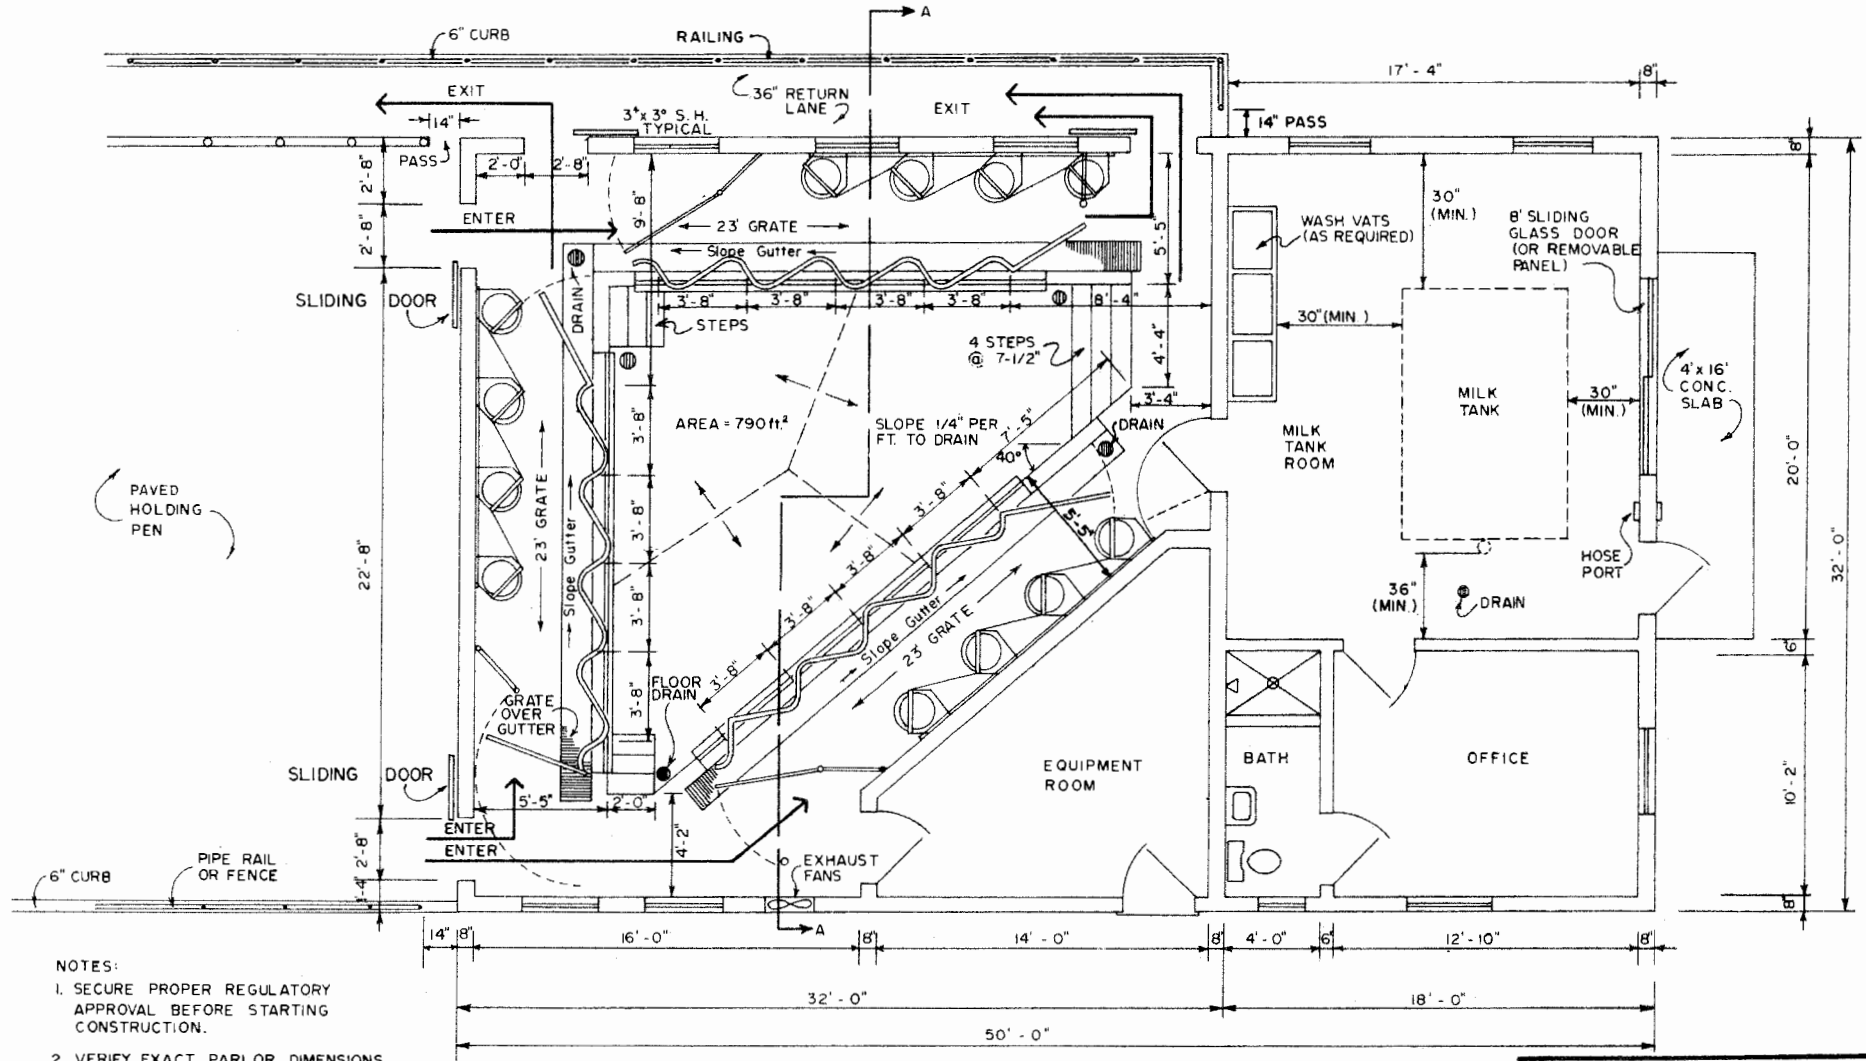 A
6" CURB
RAILING
17'-4"
8"
EXIT
36" RETURN
LANE
EXIT
14"
3⁴x 3⁰ S.H.
TYPICAL
14" PASS
PASS
2'-0"
2'-8"
2'-8"
8"
ENTER
2'-8"
9'-8"
23' GRATE
Slope Gutter
5'-5"
30"
(MIN.)
WASH VATS
(AS REQUIRED)
8' SLIDING
GLASS DOOR
(OR REMOVABLE
PANEL)
SLIDING DOOR
DRAIN
3'-8"
3'-8"
3'-8"
3'-8"
8'-4"
STEPS
30"(MIN.)
4 STEPS
@ 7-1/2"
4'-4"
4'x16'
CONC.
SLAB
MILK
TANK
30"
(MIN.)
3'-4"
AREA = 790 ft.²
SLOPE 1/4" PER
FT. TO DRAIN
7'-5"
40°
DRAIN
MILK
TANK
ROOM
20'-0"
32'-0"
PAVED
HOLDING
PEN
22'-8"
23' GRATE
Slope Gutter
3'-8"
3'-8"
3'-8"
3'-8"
3'-8"
3'-8"
3'-8"
3'-8"
5'-5"
Slope Gutter
23' GRATE
HOSE
PORT
36"
(MIN.)
DRAIN
6"
FLOOR
DRAIN
GRATE
OVER
GUTTER
SLIDING DOOR
EQUIPMENT
ROOM
BATH
OFFICE
10'-2"
5'-5"
2'-0"
ENTER
ENTER
4'-2"
2'-8"
1'-4"
EXHAUST
FANS
PIPE RAIL
OR FENCE
6" CURB
8"
A
14"
8"
16'-0"
8"
14'-0"
8"
4'-0"
6"
12'-10"
8"
NOTES:
1. SECURE PROPER REGULATORY
APPROVAL BEFORE STARTING
CONSTRUCTION.
32'-0"
18'-0"
50'-0"
2. VERIFY EXACT PARLOR DIMENSIONS